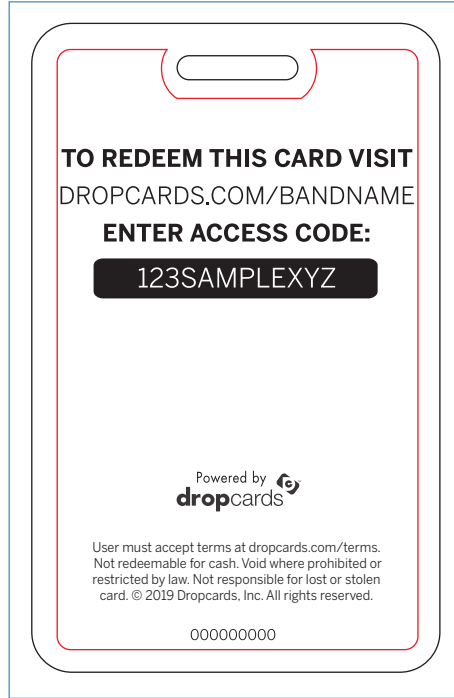 TO REDEEM THIS CARD VISIT
DROPCARDS.COM/BANDNAME
ENTER ACCESS CODE:
123SAMPLEXYZ
Powered by
dropcards
User must accept terms at dropcards.com/terms.
Not redeemable for cash. Void where prohibited or
restricted by law. Not responsible for lost or stolen
card. © 2019 Dropcards, Inc. All rights reserved.
000000000